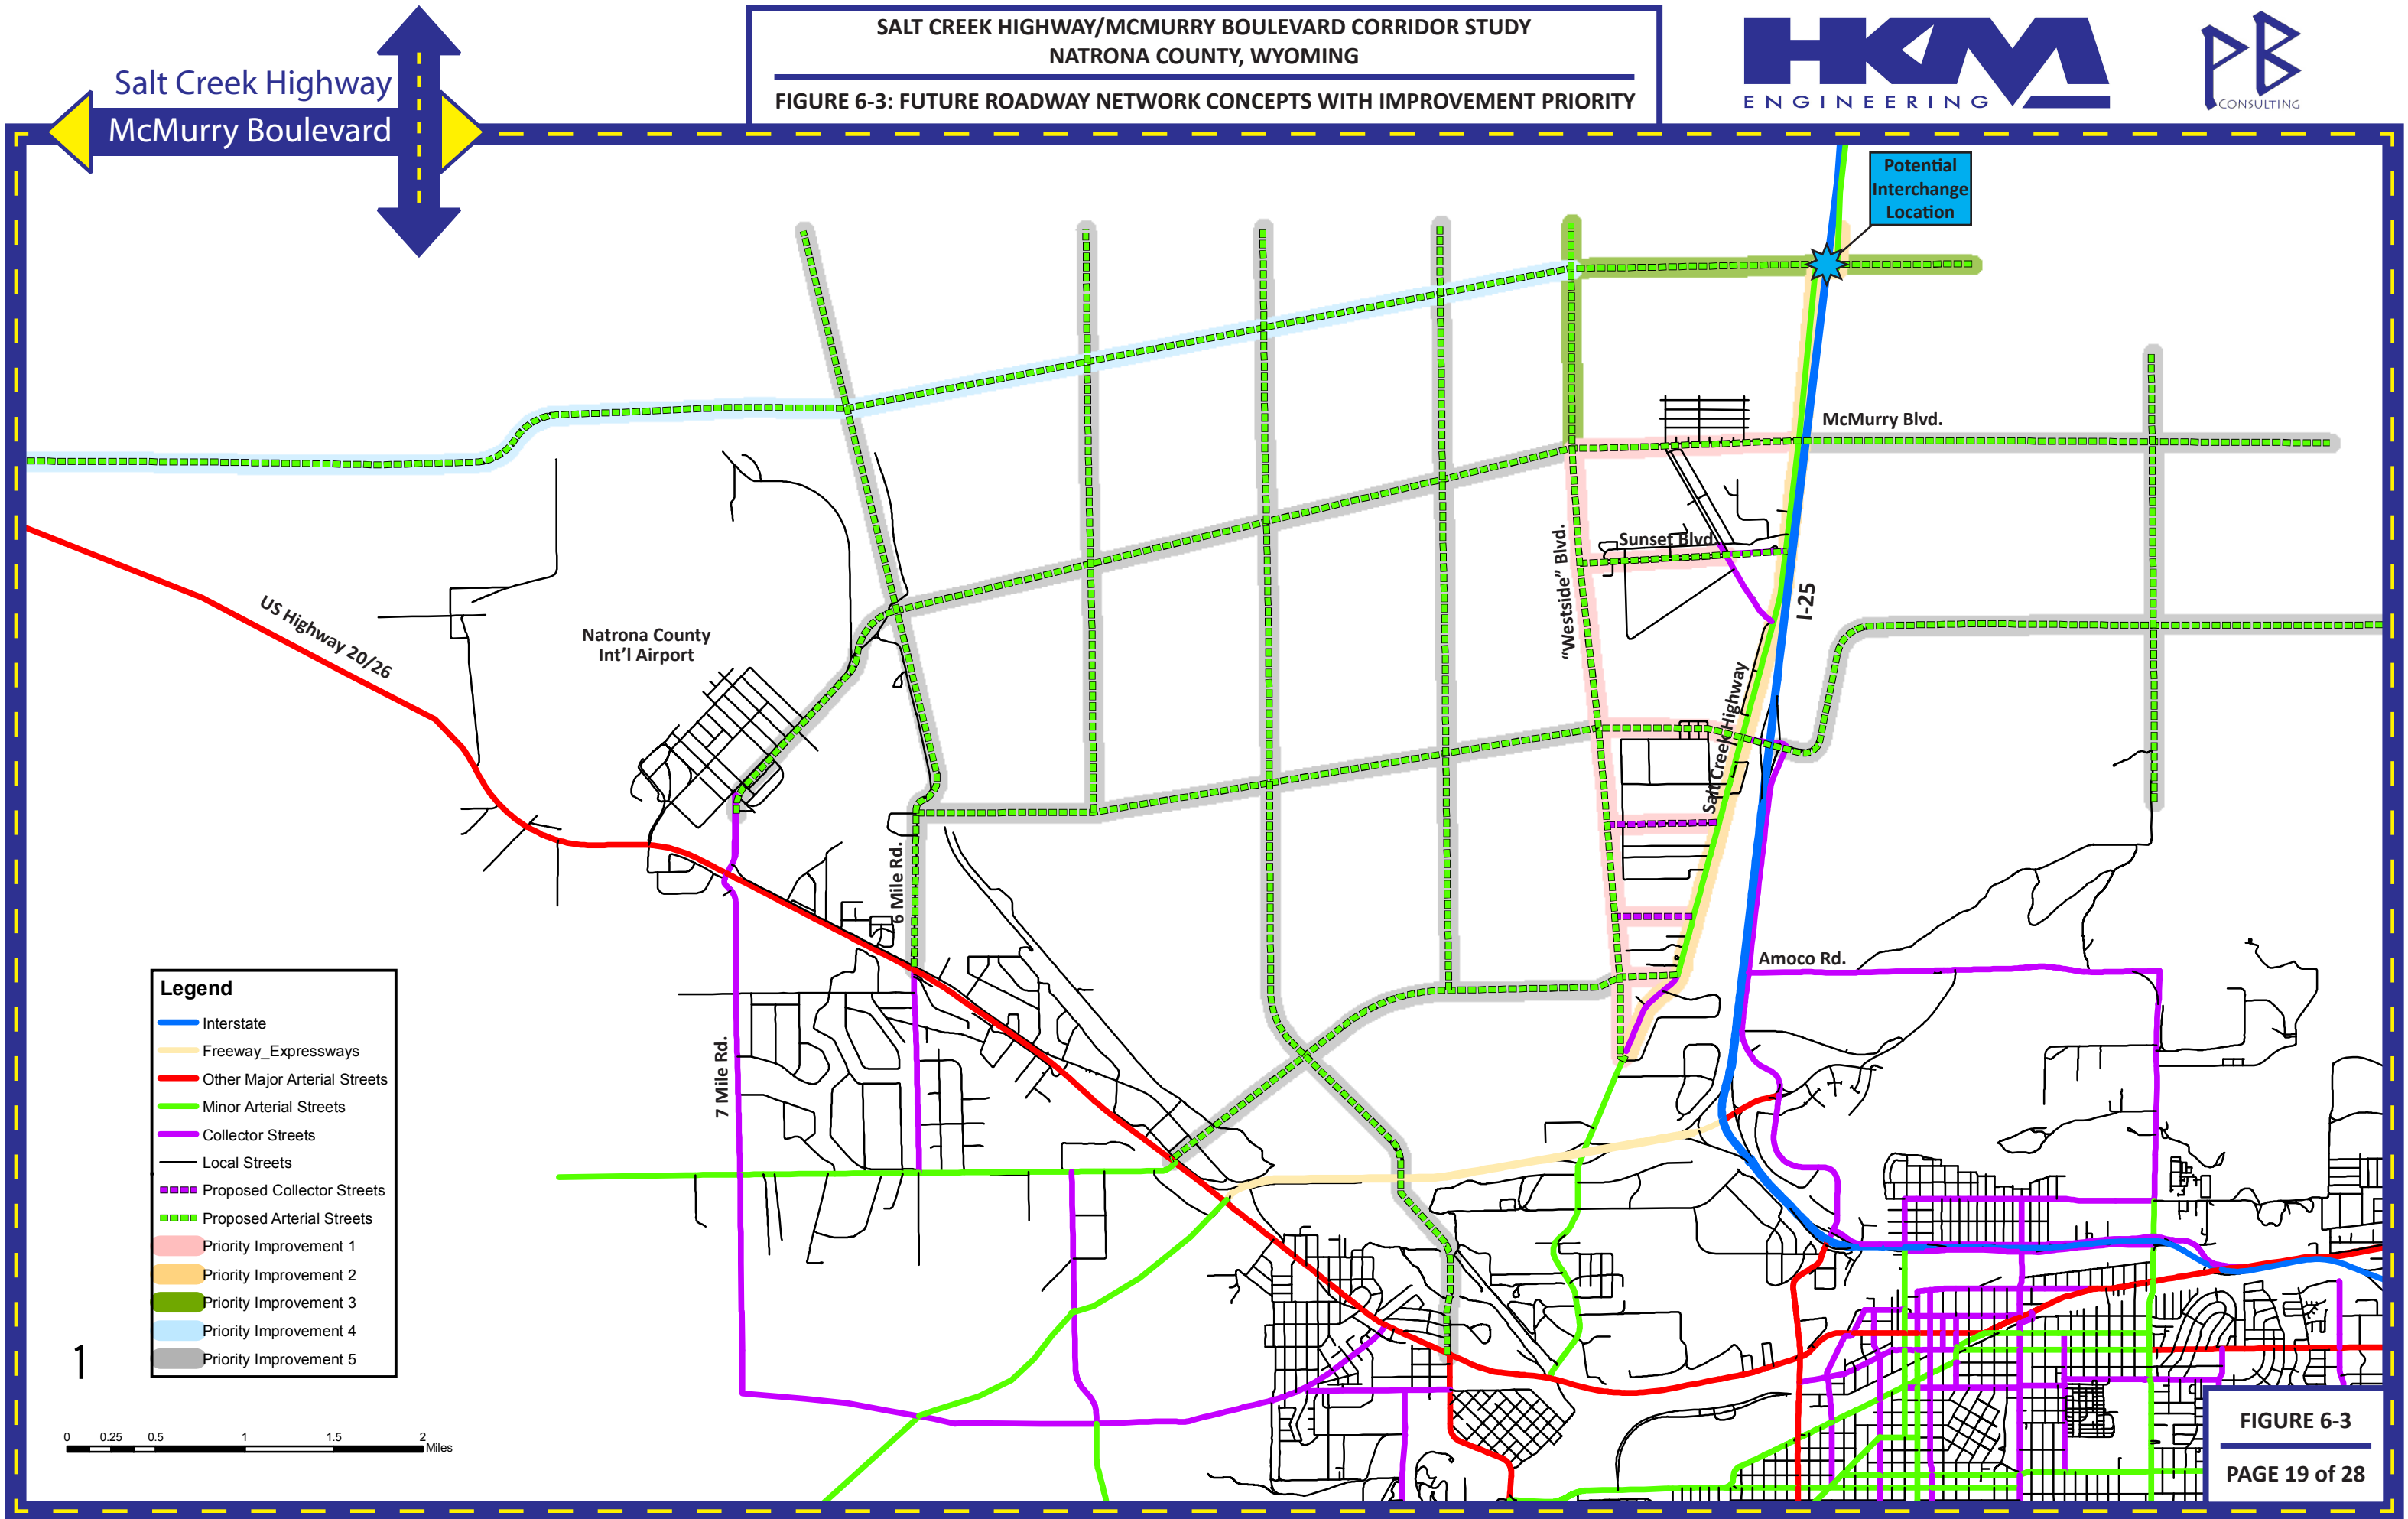 Salt Creek Highway
McMurry Boulevard
SALT CREEK HIGHWAY/MCMURRY BOULEVARD CORRIDOR STUDY
NATRONA COUNTY, WYOMING
FIGURE 6-3: FUTURE ROADWAY NETWORK CONCEPTS WITH IMPROVEMENT PRIORITY
HKM
ENGINEERING
PB
CONSULTING
Potential
Interchange
Location
McMurry Blvd.
Sunset Blvd.
"Westside" Blvd.
I-25
US Highway 20/26
Natrona County
Int'l Airport
Salt Creek Highway
6 Mile Rd.
Amoco Rd.
7 Mile Rd.
Legend
Interstate
Freeway_Expressways
Other Major Arterial Streets
Minor Arterial Streets
Collector Streets
Local Streets
Proposed Collector Streets
Proposed Arterial Streets
Priority Improvement 1
Priority Improvement 2
Priority Improvement 3
Priority Improvement 4
Priority Improvement 5
1
0 0.25 0.5 1 1.5 2
Miles
FIGURE 6-3
PAGE 19 of 28